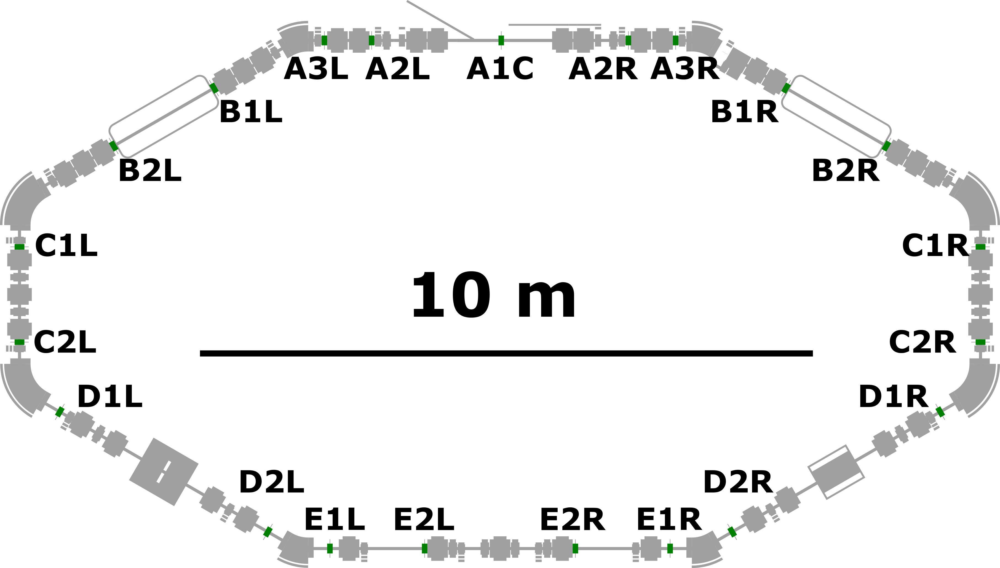 A3L A2L A1C A2R A3R
B1L B1R
B2L B2R
C1L C1R
10 m
C2L C2R
D1L D1R
D2L D2R
E1L E2L E2R E1R